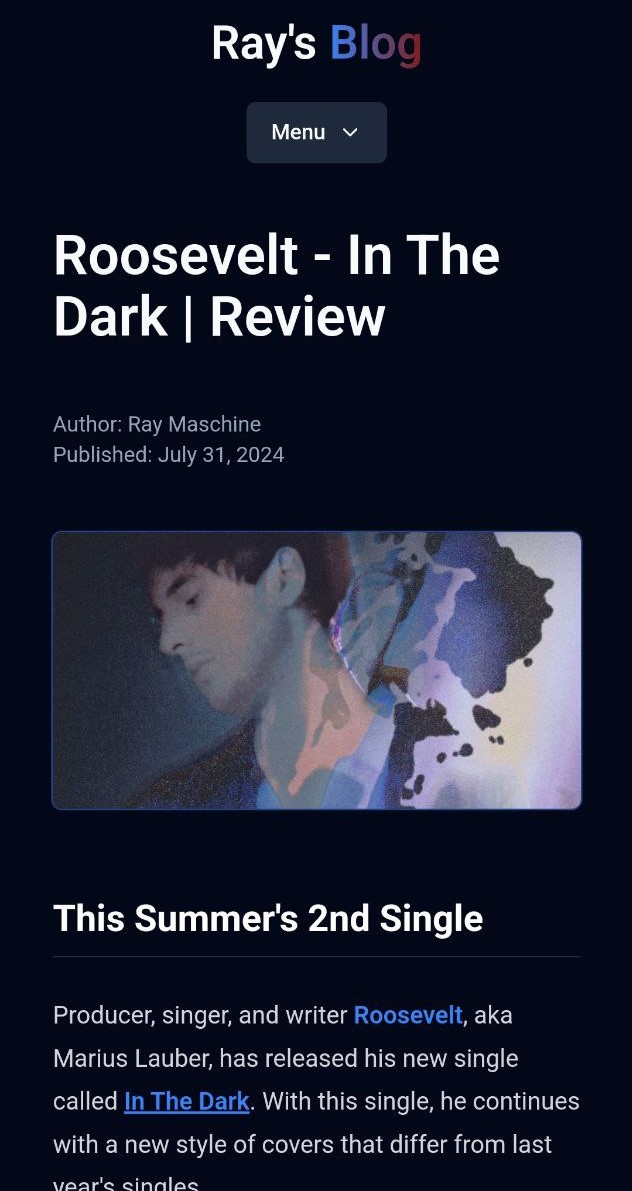 Ray's Blog
Menu
Roosevelt - In The
Dark | Review
Author: Ray Maschine
Published: July 31, 2024
This Summer's 2nd Single
Producer, singer, and writer Roosevelt, aka
Marius Lauber, has released his new single
called In The Dark. With this single, he continues
with a new style of covers that differ from last
year's singles.